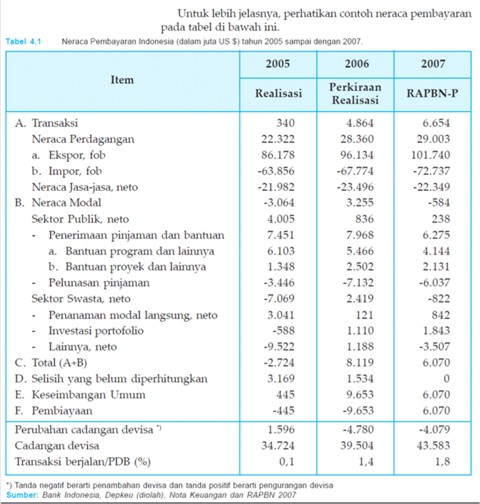 Untuk lebih jelasnya, perhatikan contoh neraca pembayaran
pada tabel di bawah ini.
Tabel 4.1 Neraca Pembayaran Indonesia (dalam juta US $) tahun 2005 sampai dengan 2007.
Item 2005 2006 2007
Realisasi Perkiraan Realisasi RAPBN-P
A. Transaksi 340 4.864 6.654
Neraca Perdagangan 22.322 28.360 29.003
a. Ekspor, fob 86.178 96.134 101.740
b. Impor, fob -63.856 -67.774 -72.737
Neraca Jasa-jasa, neto -21.982 -23.496 -22.349
B. Neraca Modal -3.064 3.255 -584
Sektor Publik, neto 4.005 836 238
- Penerimaan pinjaman dan bantuan 7.451 7.968 6.275
a. Bantuan program dan lainnya 6.103 5.466 4.144
b. Bantuan proyek dan lainnya 1.348 2.502 2.131
- Pelunasan pinjaman -3.446 -7.132 -6.037
Sektor Swasta, neto -7.069 2.419 -822
- Penanaman modal langsung, neto 3.041 121 842
- Investasi portofolio -588 1.110 1.843
- Lainnya, neto -9.522 1.188 -3.507
C. Total (A+B) -2.724 8.119 6.070
D. Selisih yang belum diperhitungkan 3.169 1.534 0
E. Keseimbangan Umum 445 9.653 6.070
F. Pembiayaan -445 -9.653 6.070
Perubahan cadangan devisa *) 1.596 -4.780 -4.079
Cadangan devisa 34.724 39.504 43.583
Transaksi berjalan/PDB (%) 0,1 1,4 1,8
*) Tanda negatif berarti penambahan devisa dan tanda positif berarti pengurangan devisa
Sumber: Bank Indonesia, Depkeu (diolah), Nota Keuangan dan RAPBN 2007